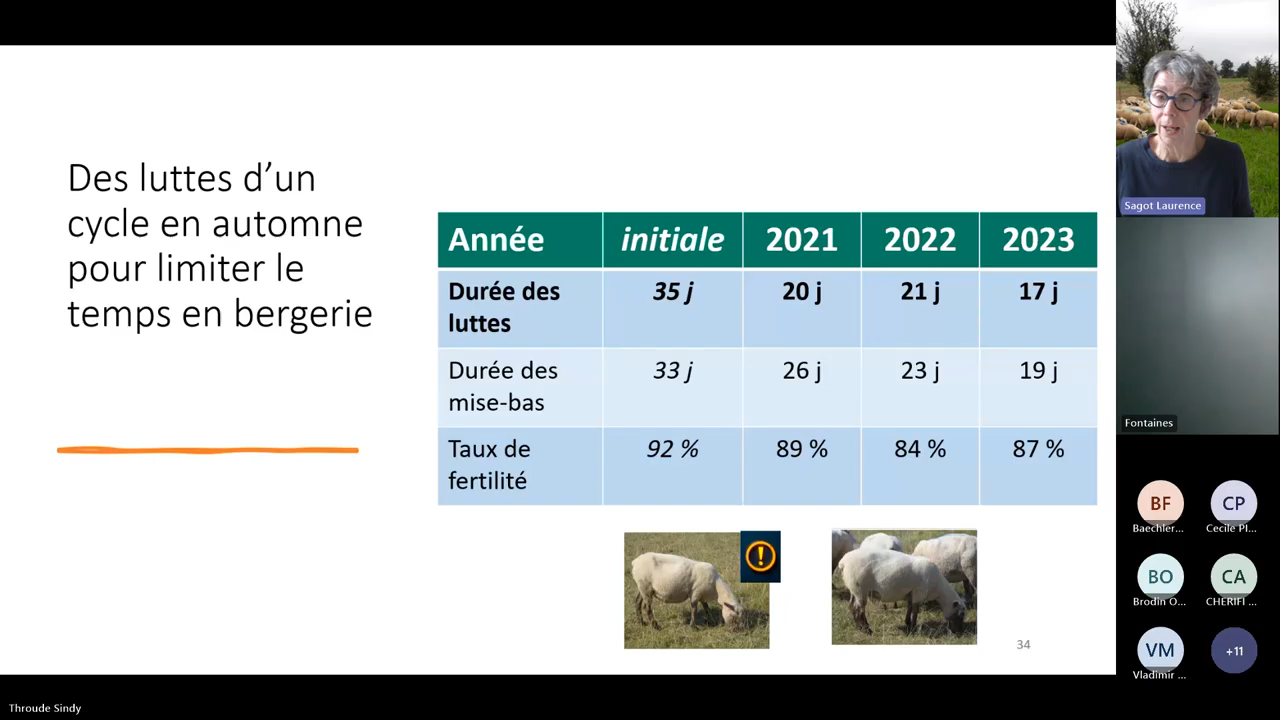 Des luttes d’un
cycle en automne
pour limiter le
temps en bergerie
Année initiale 2021 2022 2023
Durée des luttes 35 j 20 j 21 j 17 j
Durée des mise-bas 33 j 26 j 23 j 19 j
Taux de fertilité 92 % 89 % 84 % 87 %
34
Sagot Laurence
Fontaines
BF CP
Baechler... Cecile Pl...
BO CA
Brodin O... CHERIFI ...
VM +11
Vladimir ...
Throude Sindy